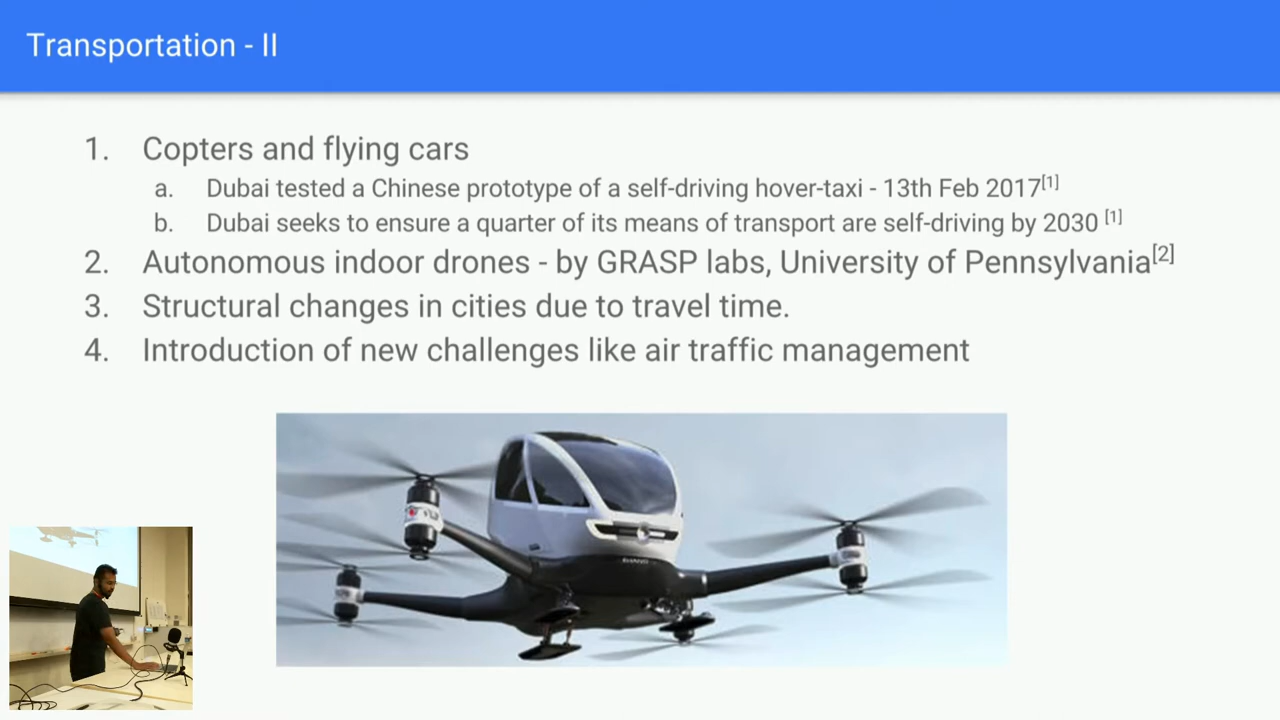 Transportation - II
1. Copters and flying cars
a. Dubai tested a Chinese prototype of a self-driving hover-taxi - 13th Feb 2017[1]
b. Dubai seeks to ensure a quarter of its means of transport are self-driving by 2030 [1]
2. Autonomous indoor drones - by GRASP labs, University of Pennsylvania[2]
3. Structural changes in cities due to travel time.
4. Introduction of new challenges like air traffic management